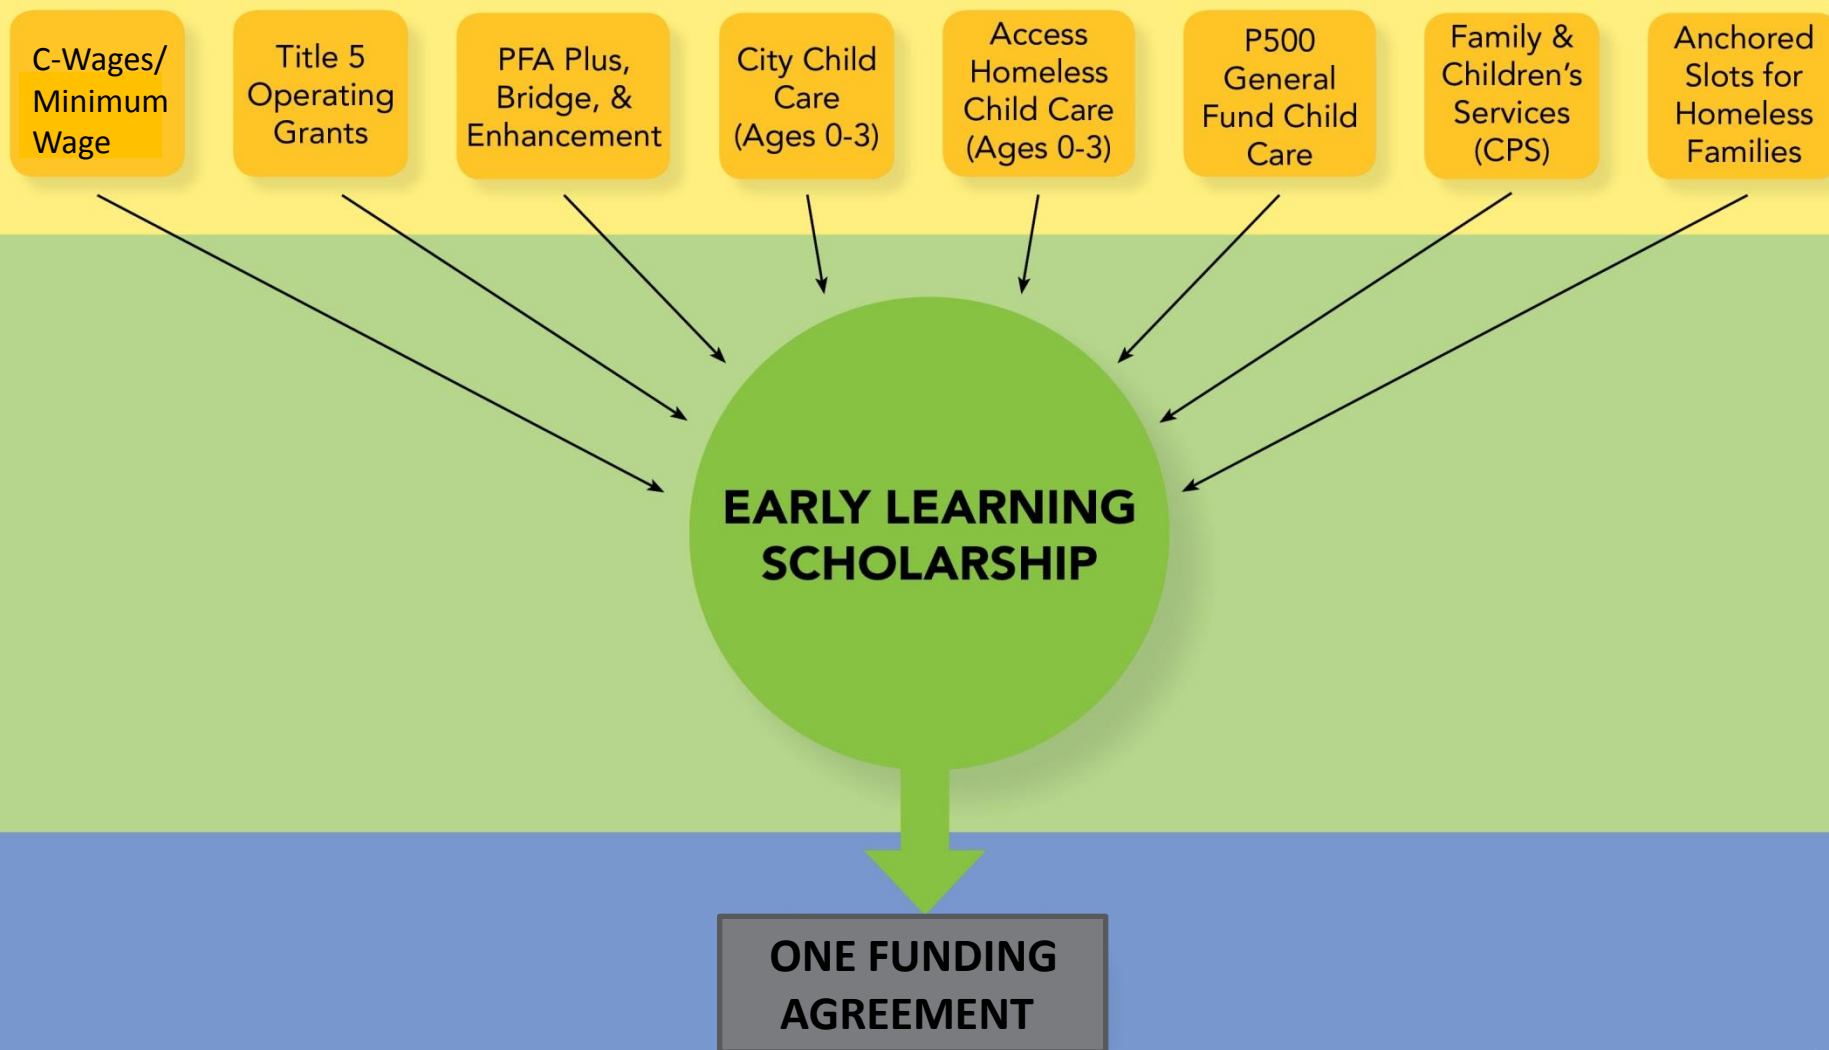 C-Wages/
Minimum
Wage
Title 5
Operating
Grants
PFA Plus,
Bridge, &
Enhancement
City Child
Care
(Ages 0-3)
Access
Homeless
Child Care
(Ages 0-3)
P500
General
Fund Child
Care
Family &
Children’s
Services
(CPS)
Anchored
Slots for
Homeless
Families
EARLY LEARNING
SCHOLARSHIP
ONE FUNDING
AGREEMENT